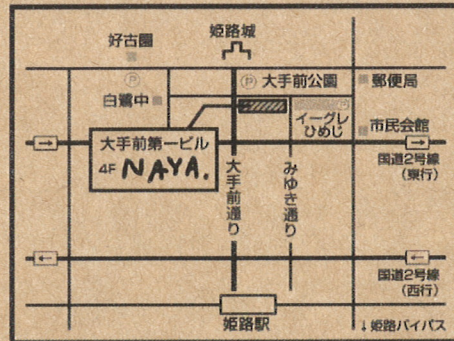 姫路城
好古園
Ⓟ
Ⓟ 大手前公園
郵便局
白鷺中
Ⓟ
イーグレ
ひめじ
市民会館
大手前第一ビル
4F NAYA.
→
→
国道2号線
(東行)
大手前通り
みゆき通り
←
←
国道2号線
(西行)
姫路駅
↓姫路バイパス